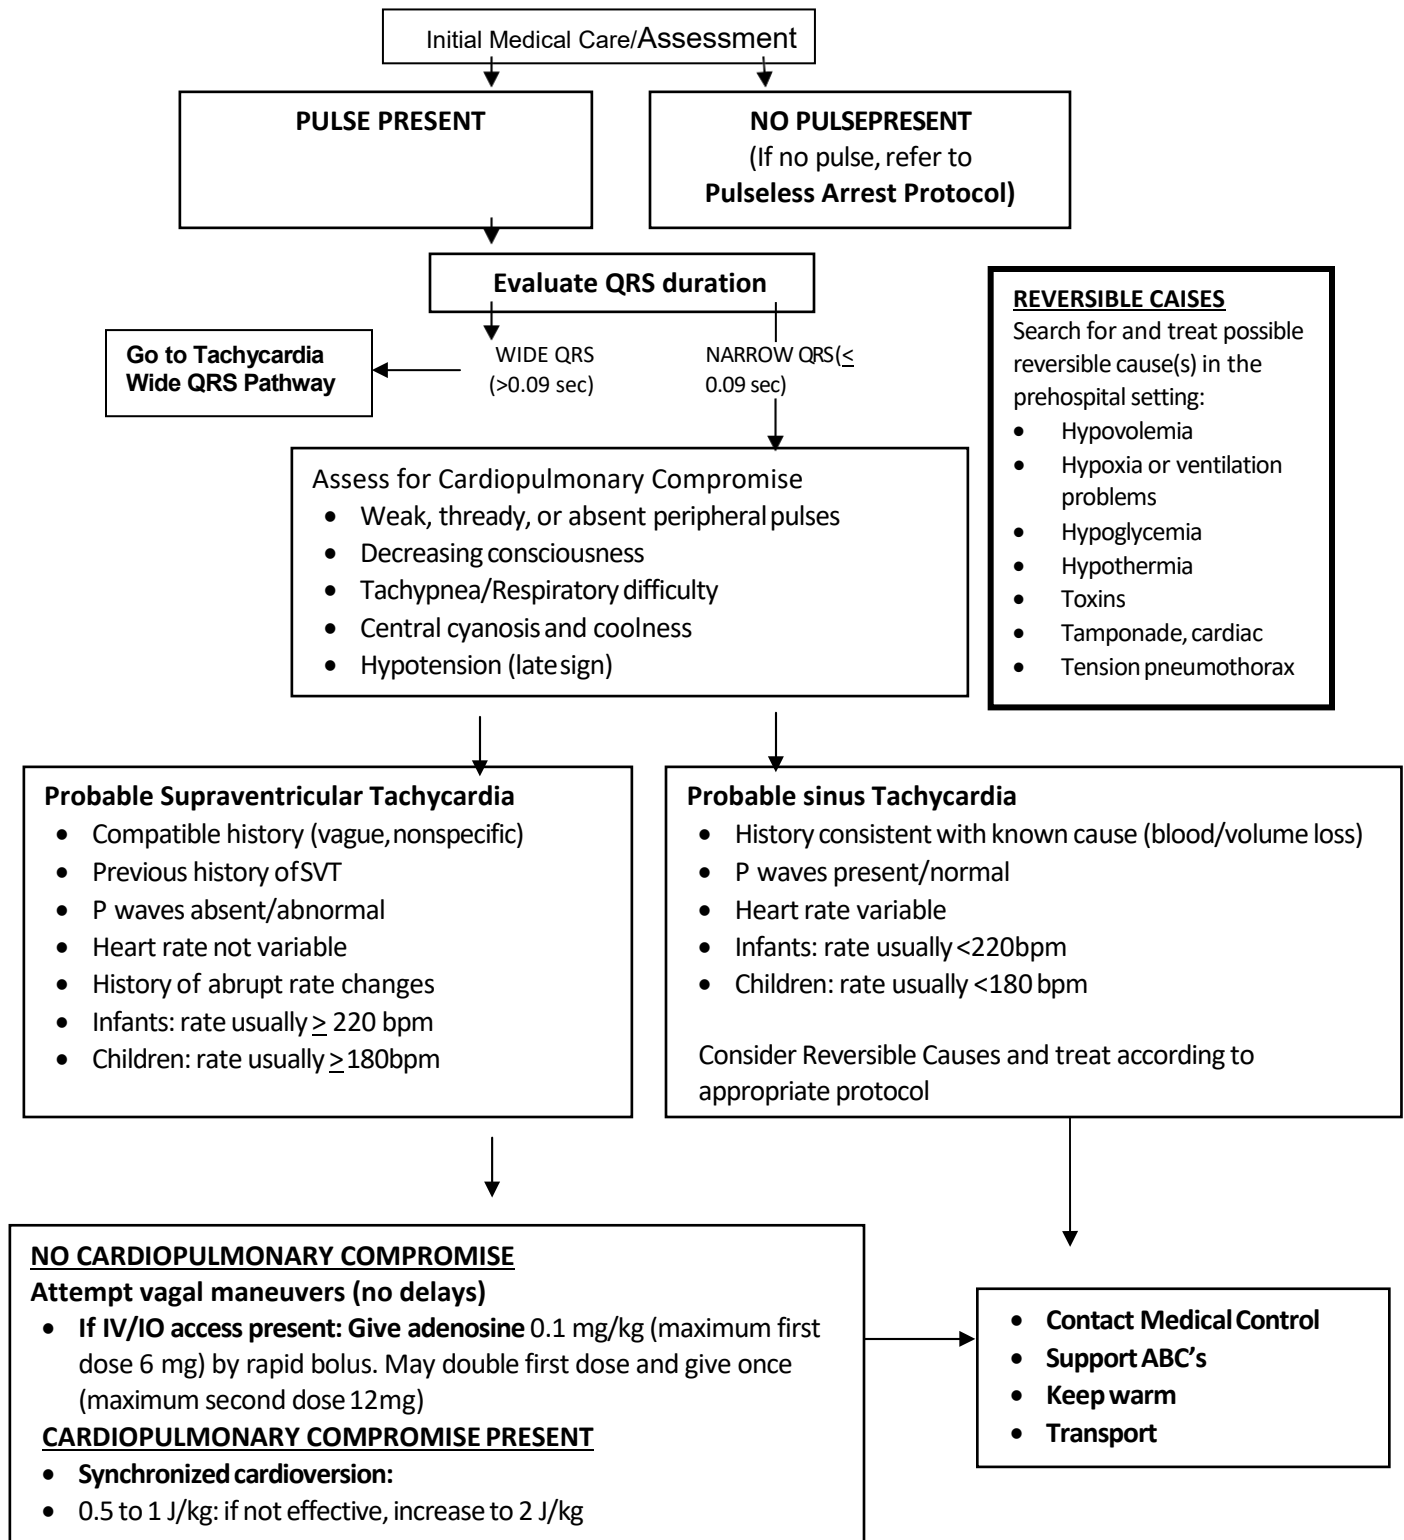 Initial Medical Care/Assessment
PULSE PRESENT
NO PULSEPRESENT
(If no pulse, refer to
Pulseless Arrest Protocol)
Evaluate QRS duration
Go to Tachycardia
Wide QRS Pathway
WIDE QRS
(>0.09 sec)
NARROW QRS(≤
0.09 sec)
REVERSIBLE CAISES
Search for and treat possible
reversible cause(s) in the
prehospital setting:
• Hypovolemia
• Hypoxia or ventilation
problems
• Hypoglycemia
• Hypothermia
• Toxins
• Tamponade, cardiac
• Tension pneumothorax
Assess for Cardiopulmonary Compromise
• Weak, thready, or absent peripheral pulses
• Decreasing consciousness
• Tachypnea/Respiratory difficulty
• Central cyanosis and coolness
• Hypotension (late sign)
Probable Supraventricular Tachycardia
• Compatible history (vague, nonspecific)
• Previous history of SVT
• P waves absent/abnormal
• Heart rate not variable
• History of abrupt rate changes
• Infants: rate usually ≥ 220 bpm
• Children: rate usually ≥180bpm
Probable sinus Tachycardia
• History consistent with known cause (blood/volume loss)
• P waves present/normal
• Heart rate variable
• Infants: rate usually <220bpm
• Children: rate usually <180 bpm
Consider Reversible Causes and treat according to
appropriate protocol
NO CARDIOPULMONARY COMPROMISE
Attempt vagal maneuvers (no delays)
• If IV/IO access present: Give adenosine 0.1 mg/kg (maximum first
dose 6 mg) by rapid bolus. May double first dose and give once
(maximum second dose 12mg)
CARDIOPULMONARY COMPROMISE PRESENT
• Synchronized cardioversion:
• 0.5 to 1 J/kg: if not effective, increase to 2 J/kg
• Contact Medical Control
• Support ABC’s
• Keep warm
• Transport